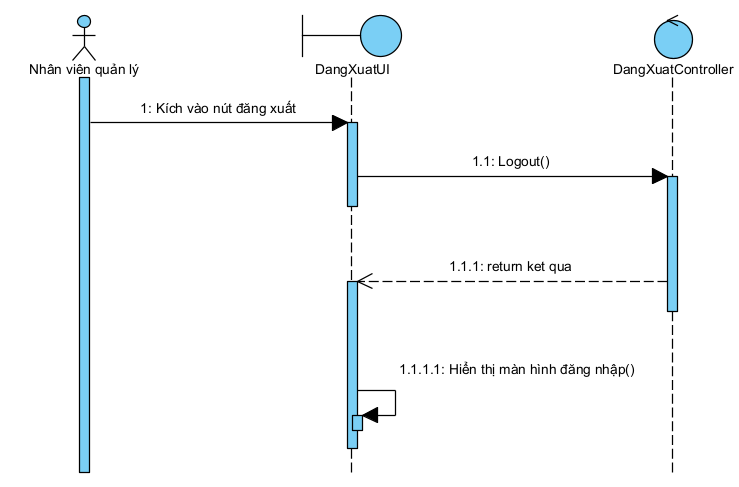 Nhân viên quản lý
DangXuatUI
DangXuatController
1: Kích vào nút đăng xuất
1.1: Logout()
1.1.1: return ket qua
1.1.1.1: Hiển thị màn hình đăng nhập()